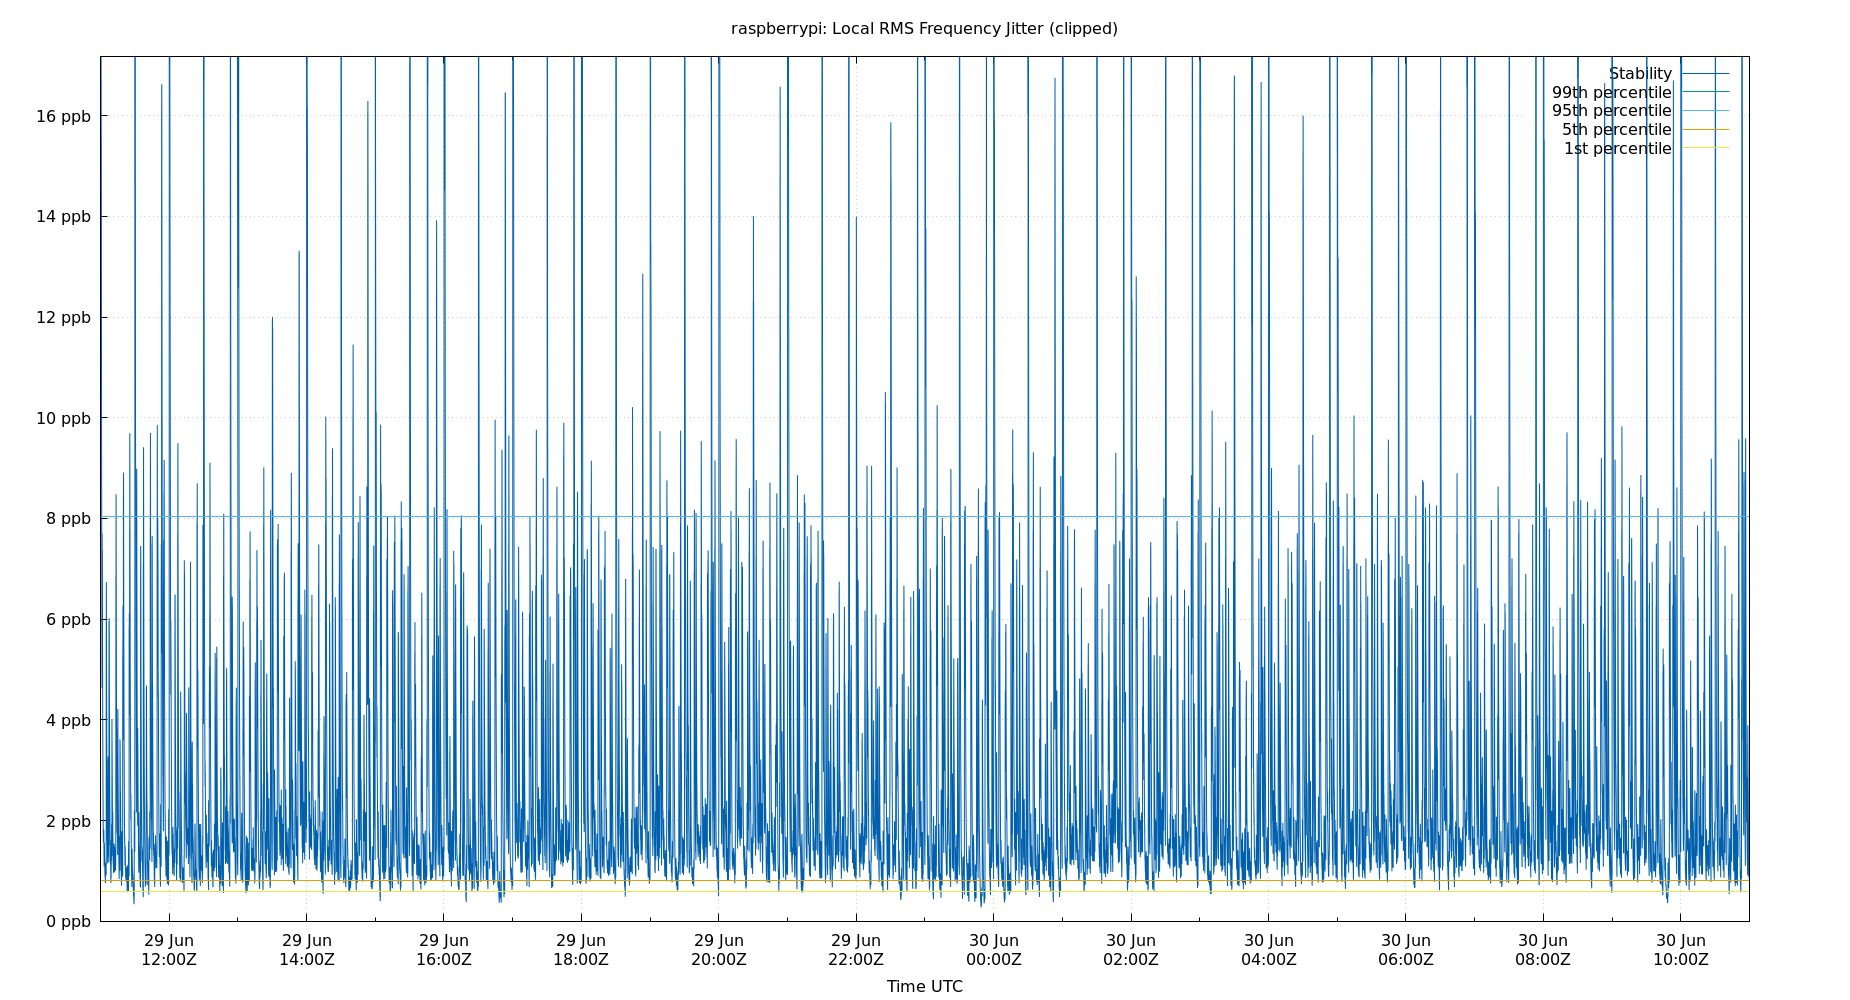 raspberrypi: Local RMS Frequency Jitter (clipped)
Stability
99th percentile
95th percentile
5th percentile
1st percentile
16 ppb
14 ppb
12 ppb
10 ppb
8 ppb
6 ppb
4 ppb
2 ppb
0 ppb
29 Jun 29 Jun 29 Jun 29 Jun 29 Jun 29 Jun 30 Jun 30 Jun 30 Jun 30 Jun 30 Jun 30 Jun
12:00Z 14:00Z 16:00Z 18:00Z 20:00Z 22:00Z 00:00Z 02:00Z 04:00Z 06:00Z 08:00Z 10:00Z
Time UTC